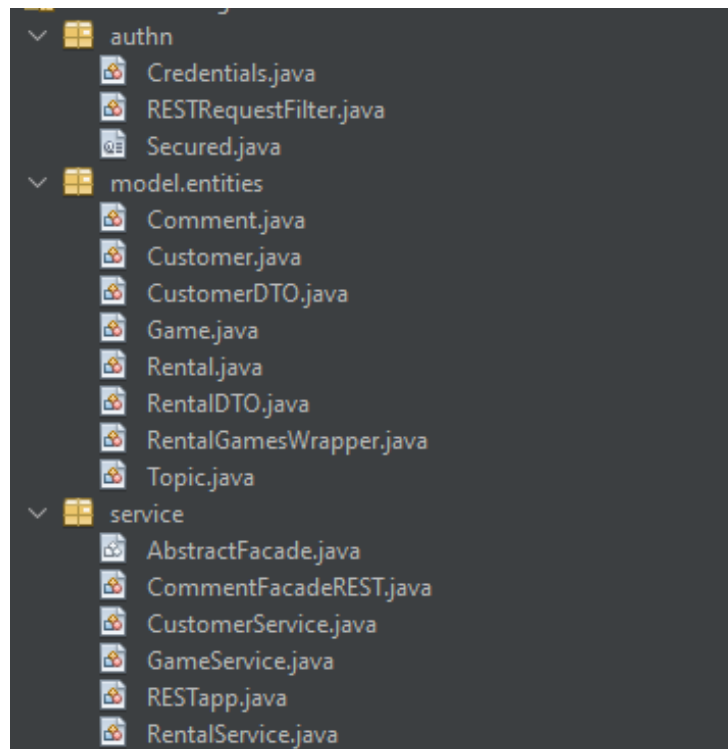 authn
Credentials.java
RESTRequestFilter.java
Secured.java
model.entities
Comment.java
Customer.java
CustomerDTO.java
Game.java
Rental.java
RentalDTO.java
RentalGamesWrapper.java
Topic.java
service
AbstractFacade.java
CommentFacadeREST.java
CustomerService.java
GameService.java
RESTapp.java
RentalService.java